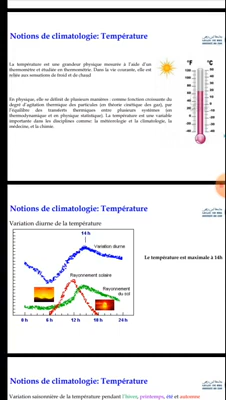 Notions de climatologie: Température
La température est une grandeur physique mesurée à l'aide d'un
thermomètre et étudiée en thermométrie. Dans la vie courante, elle est
reliée aux sensations de froid et de chaud
°F °C
En physique, elle se définit de plusieurs manières : comme fonction croissante du
degré d'agitation thermique des particules (en théorie cinétique des gaz), par
l'équilibre des transferts thermiques entre plusieurs systèmes (en
thermodynamique et en physique statistique). La température est une variable
importante dans les disciplines comme: la météorologie et la climatologie, la
médecine, et la chimie.
Notions de climatologie: Température
Variation diurne de la température
14 h
Variation diurne
Rayonnement solaire
Rayonnement
du sol
0 h 6 h 12 h 18 h 24 h
Le température est maximale à 14h
Notions de climatologie: Température
Variation saisonnière de la température pendant l'hiver, printemps, été et automne